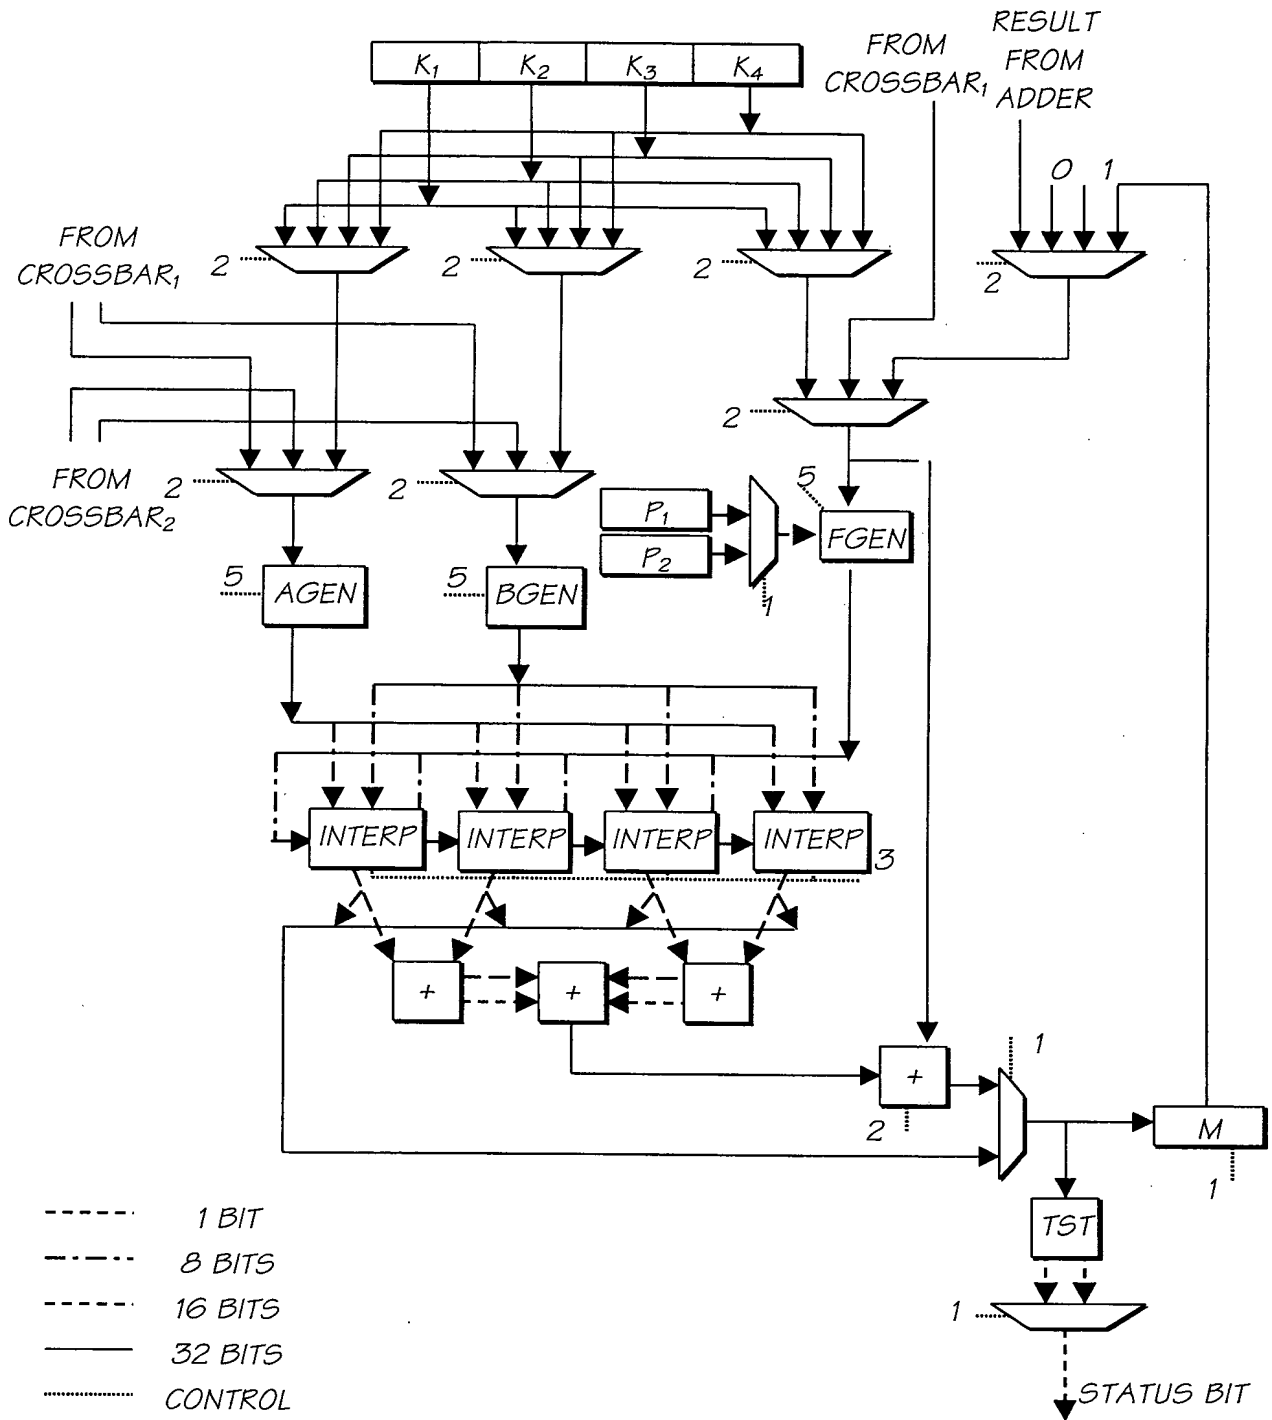 K1 K2 K3 K4
FROM
CROSSBAR1
RESULT
FROM
ADDER
0 1
FROM
CROSSBAR1
2 2 2 2
2
FROM
CROSSBAR2
2 2
5
P1
P2
FGEN
1
5 AGEN
5 BGEN
INTERP INTERP INTERP INTERP
3
+ + +
+
2
1
M
1
TST
1
STATUS BIT
1 BIT
8 BITS
16 BITS
32 BITS
CONTROL